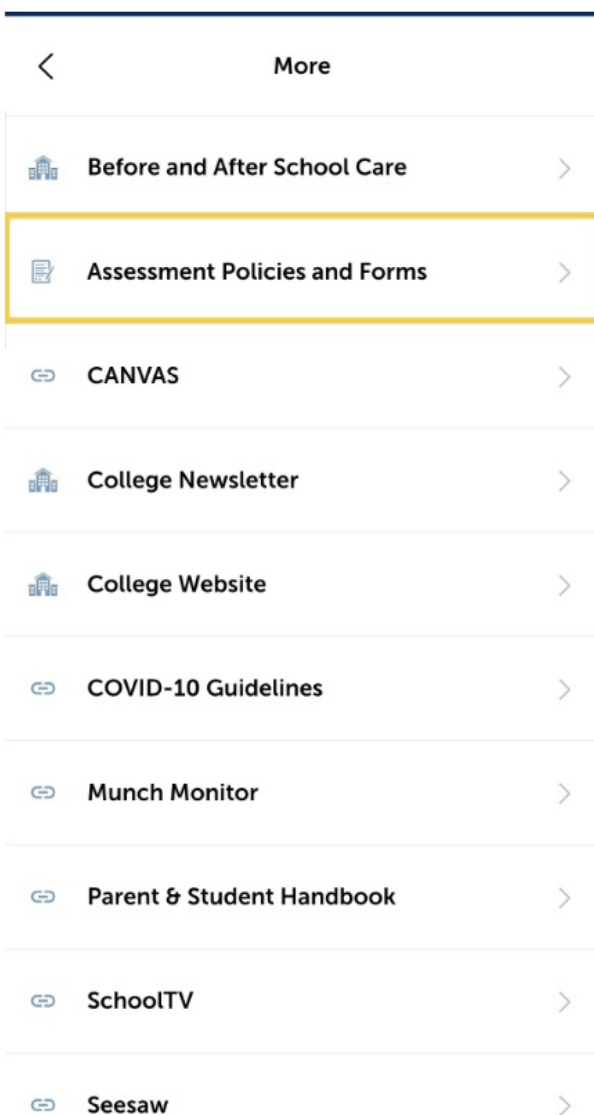 More
Before and After School Care
Assessment Policies and Forms
CANVAS
College Newsletter
College Website
COVID-10 Guidelines
Munch Monitor
Parent & Student Handbook
SchoolTV
Seesaw